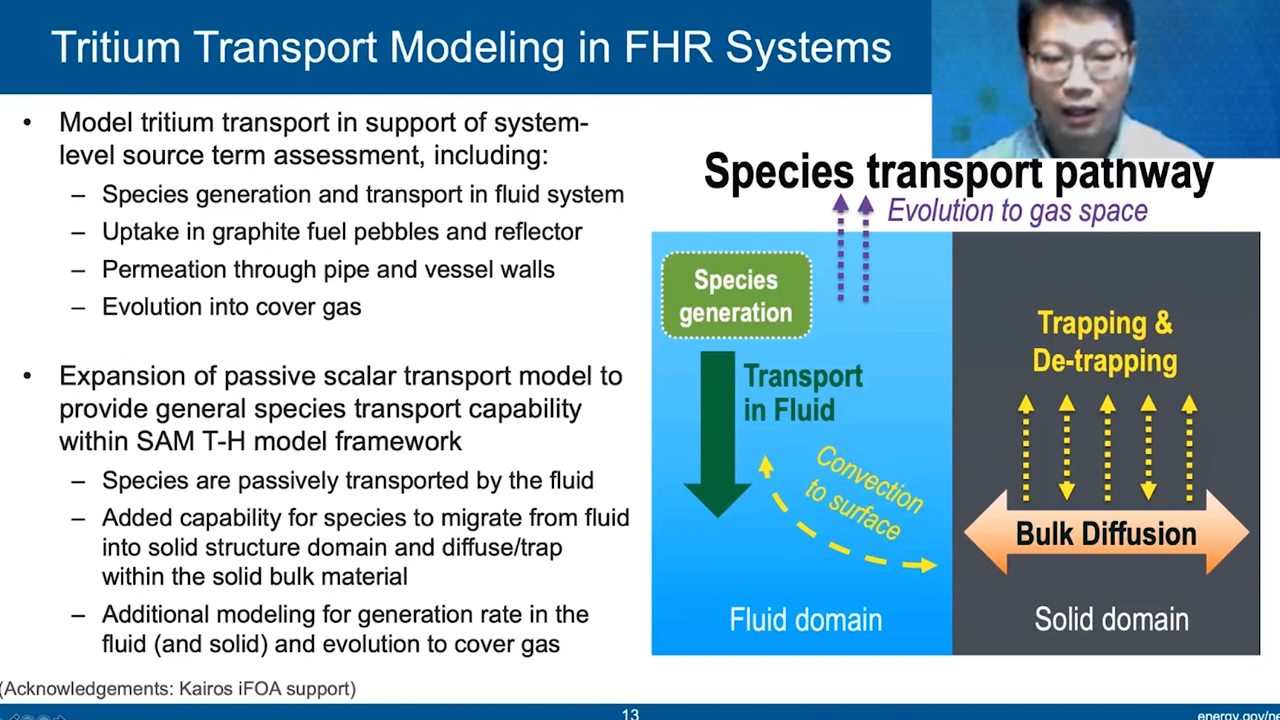 Tritium Transport Modeling in FHR Systems
• Model tritium transport in support of system-
level source term assessment, including:
– Species generation and transport in fluid system
– Uptake in graphite fuel pebbles and reflector
– Permeation through pipe and vessel walls
– Evolution into cover gas
• Expansion of passive scalar transport model to
provide general species transport capability
within SAM T-H model framework
– Species are passively transported by the fluid
– Added capability for species to migrate from fluid
into solid structure domain and diffuse/trap
within the solid bulk material
– Additional modeling for generation rate in the
fluid (and solid) and evolution to cover gas
(Acknowledgements: Kairos iFOA support)
Species transport pathway
Evolution to gas space
Species
generation
Transport
in Fluid
Convection
to surface
Fluid domain
Trapping &
De-trapping
Bulk Diffusion
Solid domain
13
energy.gov/ne